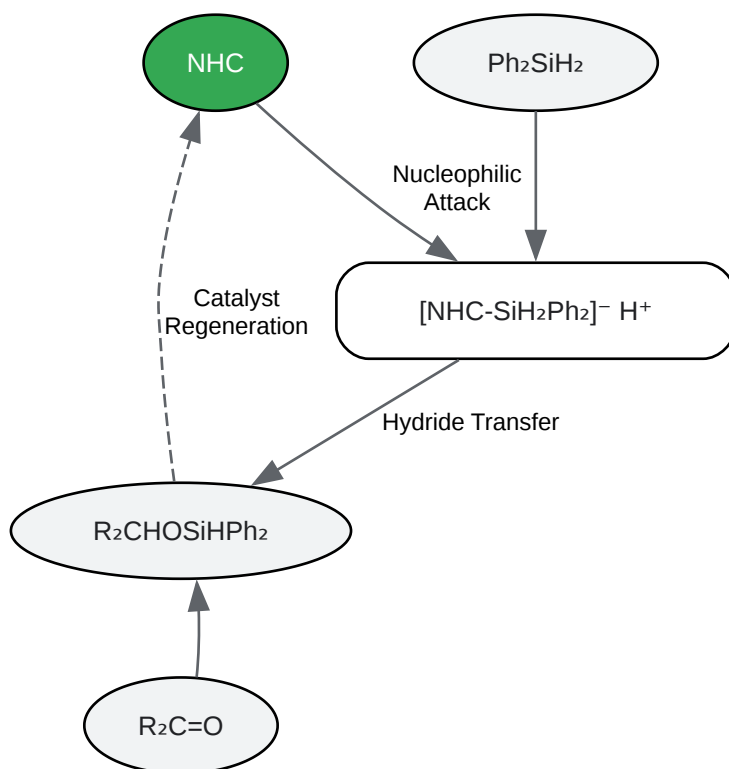 NHC
Ph₂SiH₂
Nucleophilic
Attack
[NHC-SiH₂Ph₂]⁻ H⁺
Catalyst
Regeneration
Hydride Transfer
R₂CHOSiHPh₂
R₂C=O